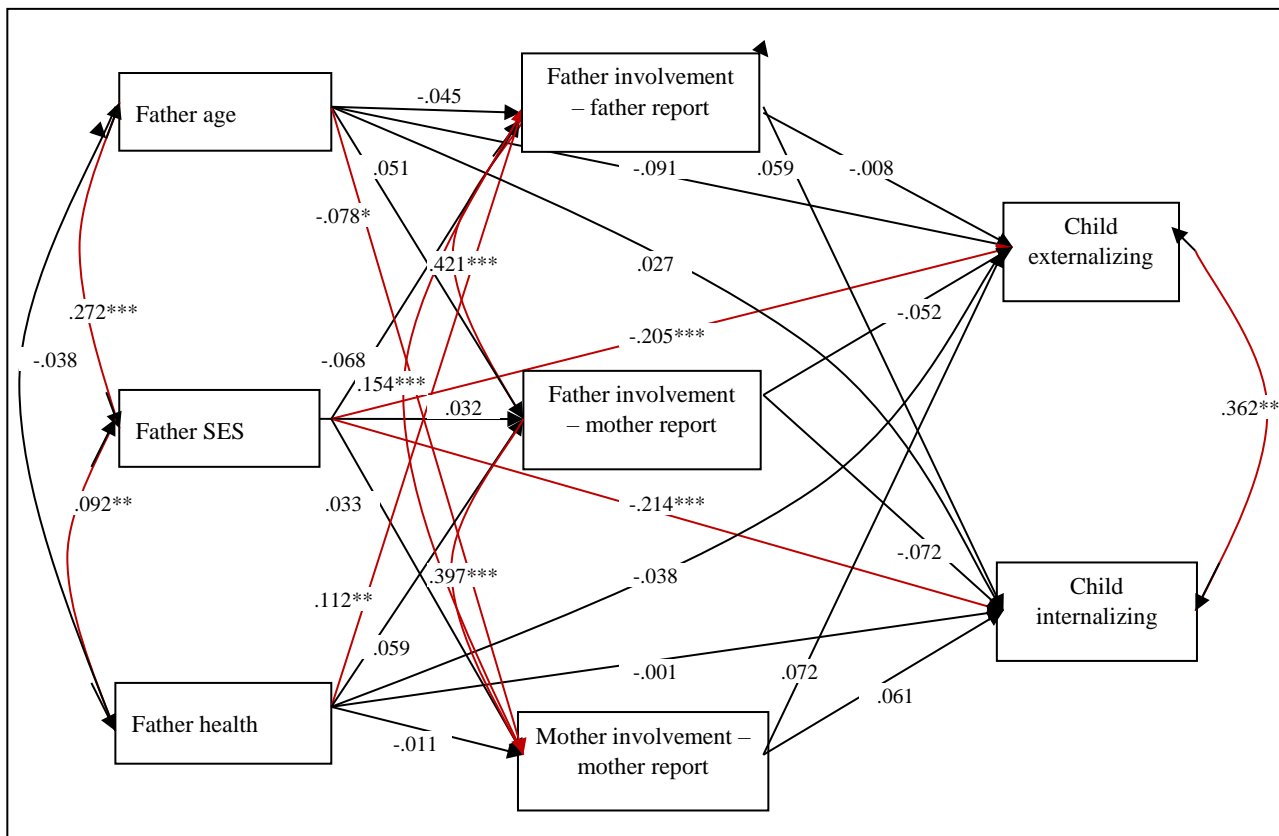 Father involvement
– father report
Father age
-.045
.051
-.091
.059
-.008
-.078*
Child
externalizing
.421***
.027
.272***
-.052
-.038
-.068
-.205***
.154***
Father involvement
– mother report
.032
Father SES
.362**
.092**
.033
-.214***
-.072
.397***
-.038
Child
internalizing
.112**
.059
-.001
.072
.061
Father health
-.011
Mother involvement –
mother report